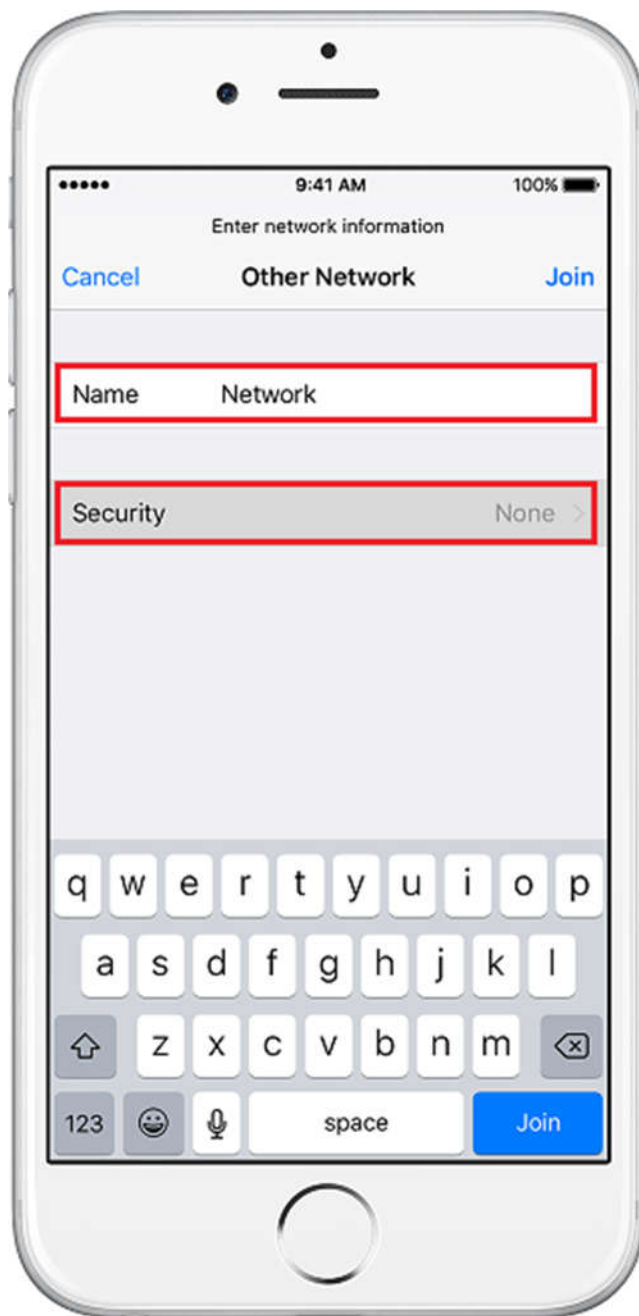 9:41 AM 100%
Enter network information
Cancel Other Network Join
Name Network
Security None
q w e r t y u i o p
a s d f g h j k l
z x c v b n m
123 space Join